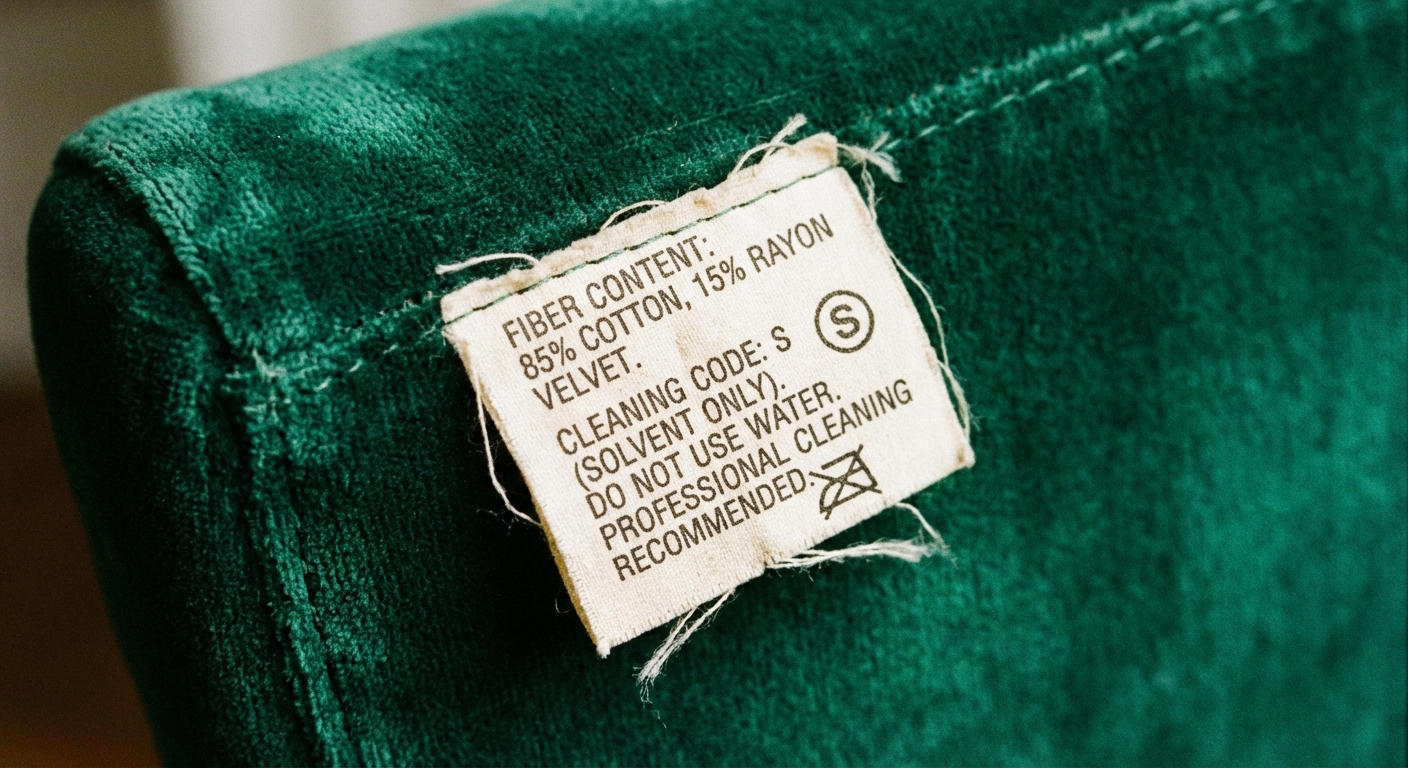 FIBER CONTENT:
85% COTTON, 15% RAYON
VELVET.
CLEANING CODE: S
S
(SOLVENT ONLY).
DO NOT USE WATER.
PROFESSIONAL CLEANING
RECOMMENDED.